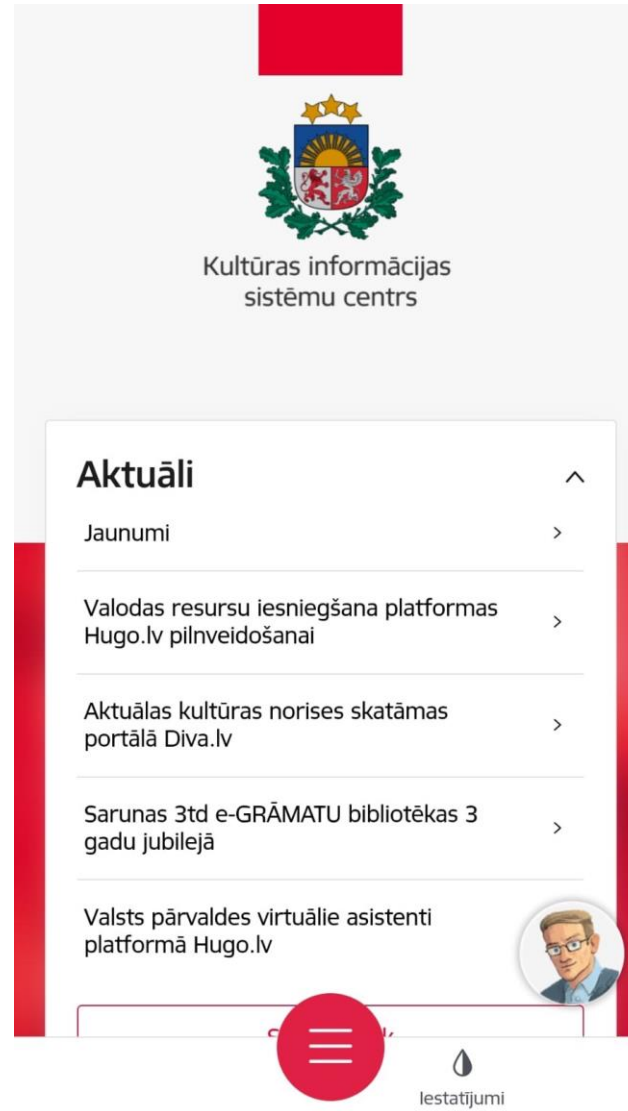 Kultūras informācijas
sistēmu centrs
Aktuāli
Jaunumi
Valodas resursu iesniegšana platformas
Hugo.lv pilnveidošanai
Aktuālas kultūras norises skatāmas
portālā Diva.lv
Sarunas 3td e-GRĀMATU bibliotēkas 3
gadu jubilejā
Valsts pārvaldes virtuālie asistenti
platformā Hugo.lv
Iestatījumi